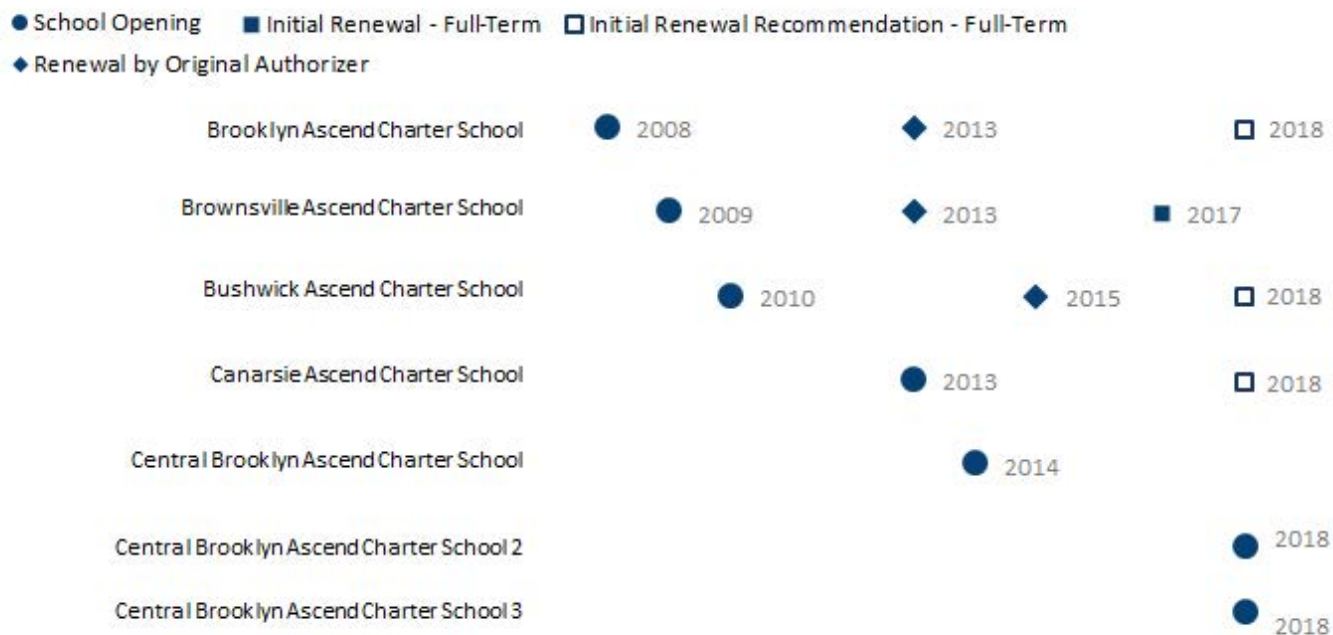 School Opening Initial Renewal - Full-Term Initial Renewal Recommendation - Full-Term
Renewal by Original Authorizer
Brooklyn Ascend Charter School 2008 2013 2018
Brownsville Ascend Charter School 2009 2013 2017
Bushwick Ascend Charter School 2010 2015 2018
Canarsie Ascend Charter School 2013 2018
Central Brooklyn Ascend Charter School 2014
Central Brooklyn Ascend Charter School 2 2018
Central Brooklyn Ascend Charter School 3 2018